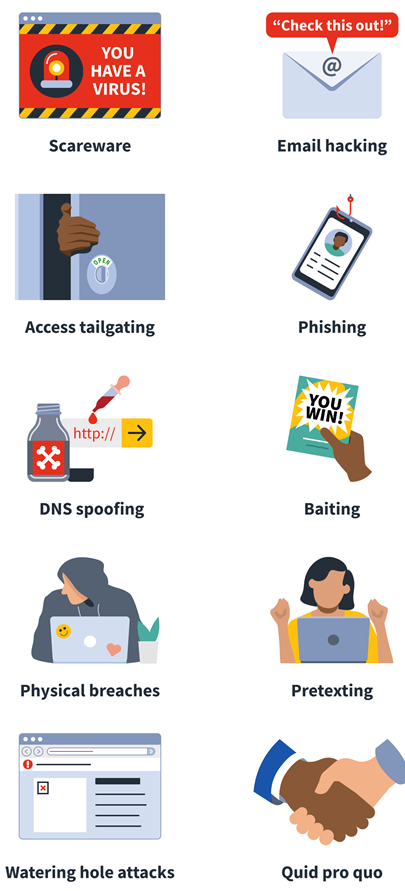 YOU
HAVE A
VIRUS!
Scareware
“Check this out!”
@
Email hacking
OPEN
Access tailgating
Phishing
http://
DNS spoofing
YOU
WIN!
Baiting
Physical breaches
Pretexting
Watering hole attacks
Quid pro quo